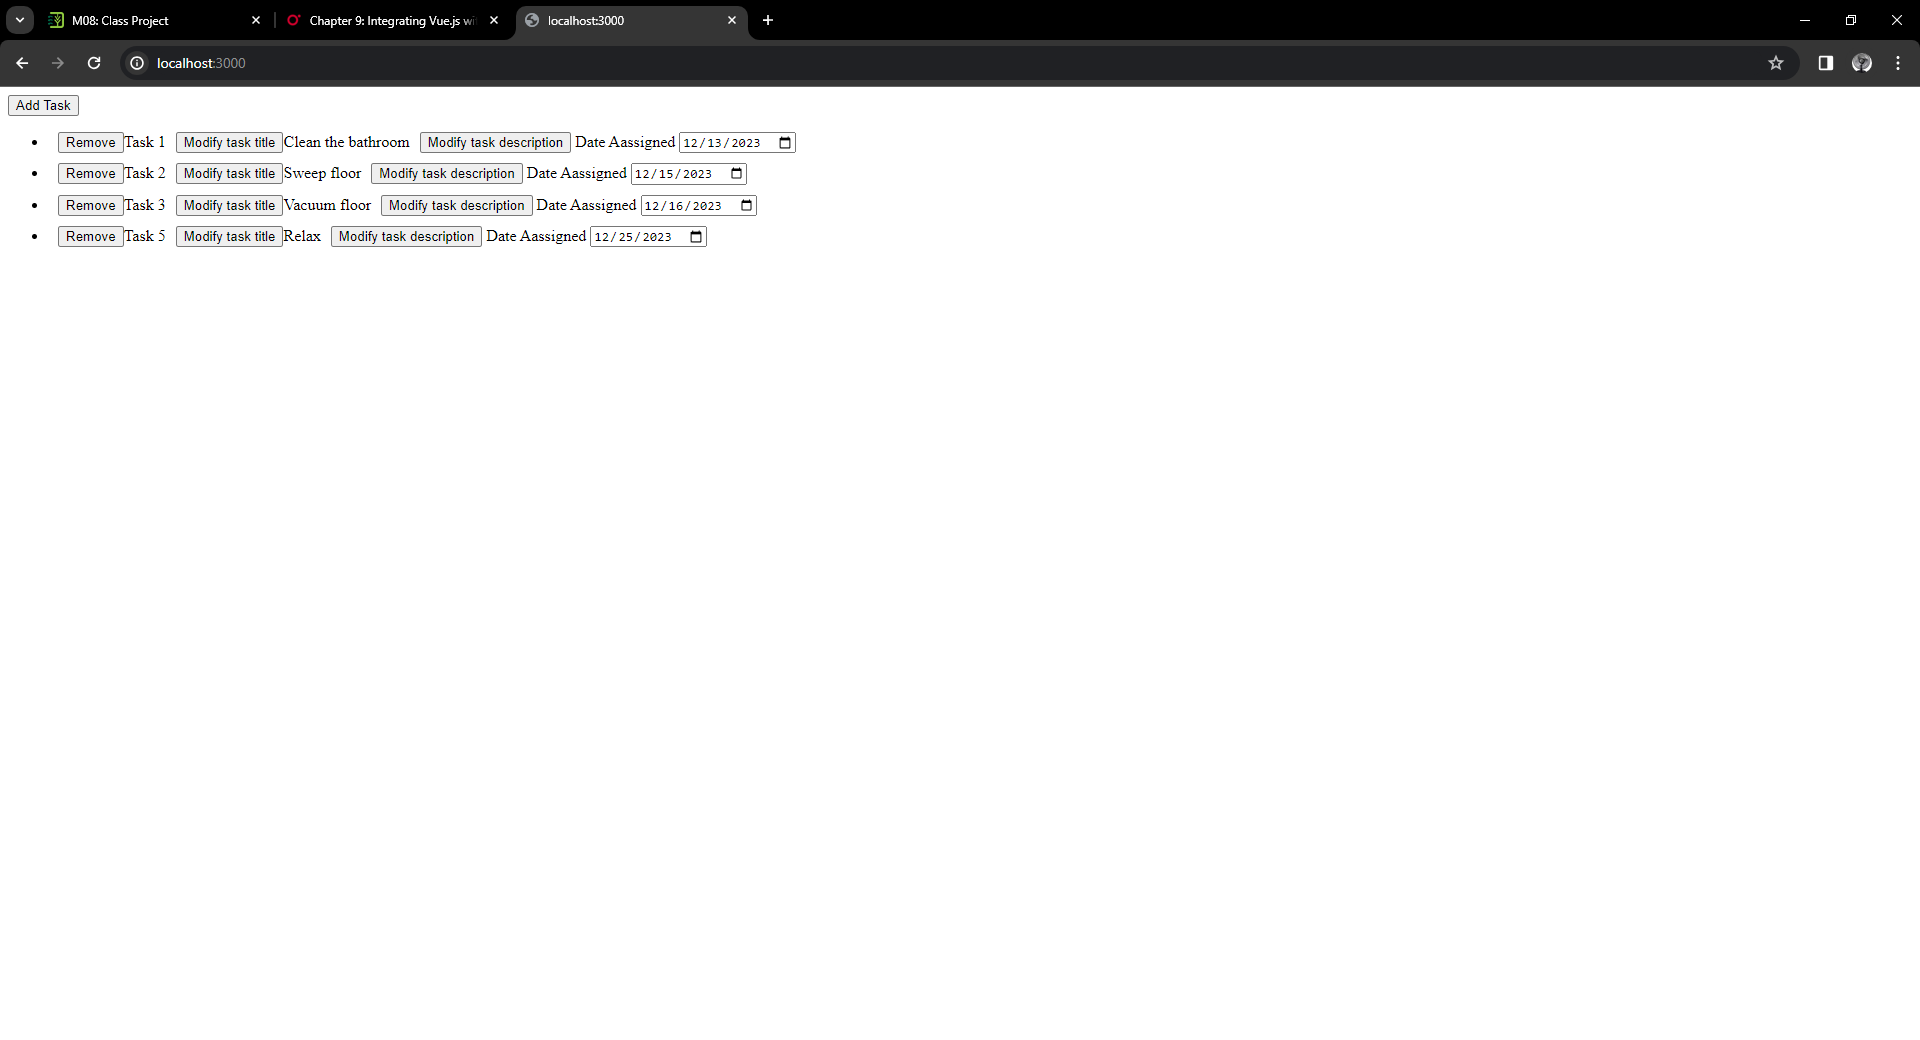 M08: Class Project
Chapter 9: Integrating Vue.js wi
localhost:3000
localhost:3000
Add Task
Remove Task 1 Modify task title Clean the bathroom Modify task description Date Aassigned 12/13/2023
Remove Task 2 Modify task title Sweep floor Modify task description Date Aassigned 12/15/2023
Remove Task 3 Modify task title Vacuum floor Modify task description Date Aassigned 12/16/2023
Remove Task 5 Modify task title Relax Modify task description Date Aassigned 12/25/2023